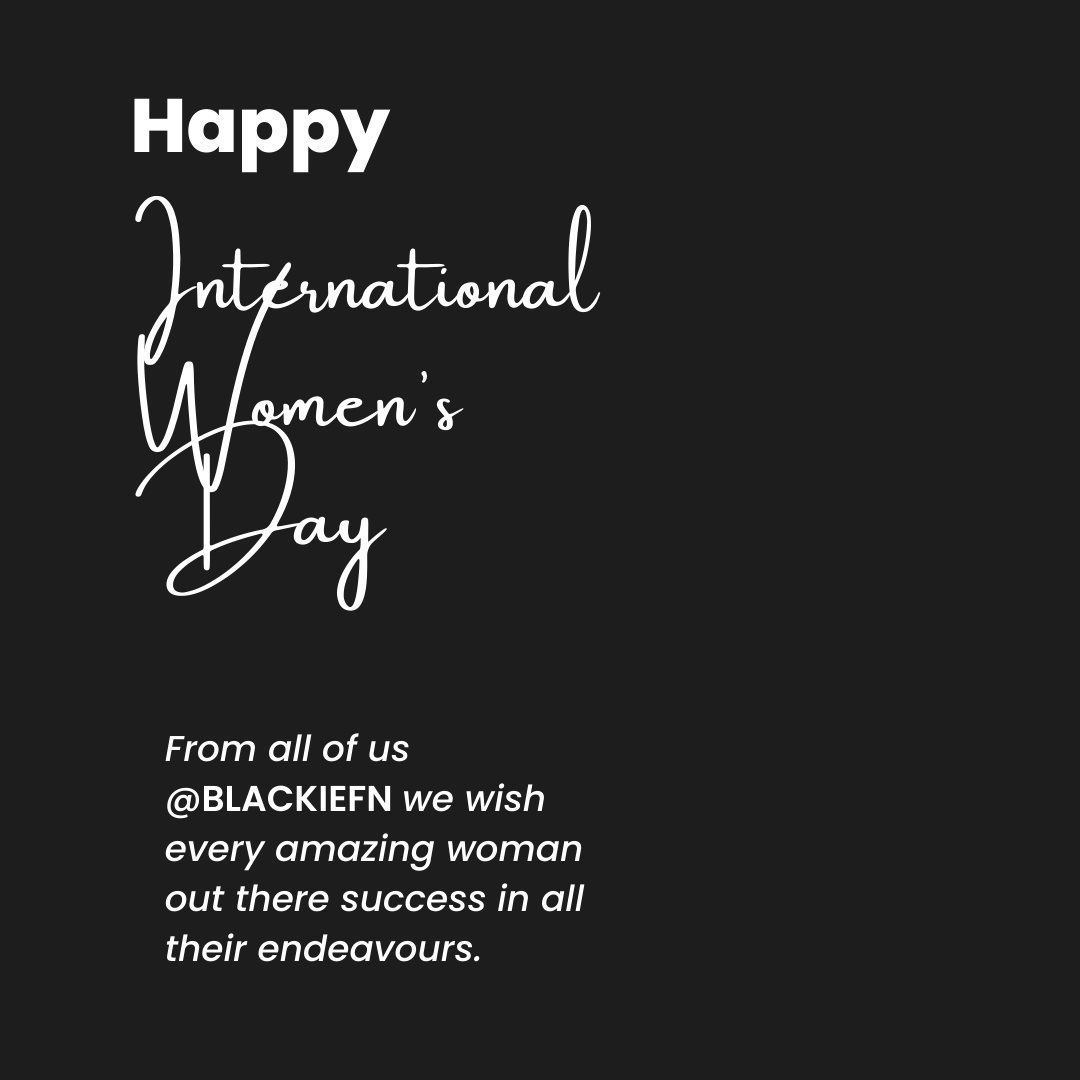 Happy
International
Women's
Day
From all of us
@BLACKIEFN we wish
every amazing woman
out there success in all
their endeavours.